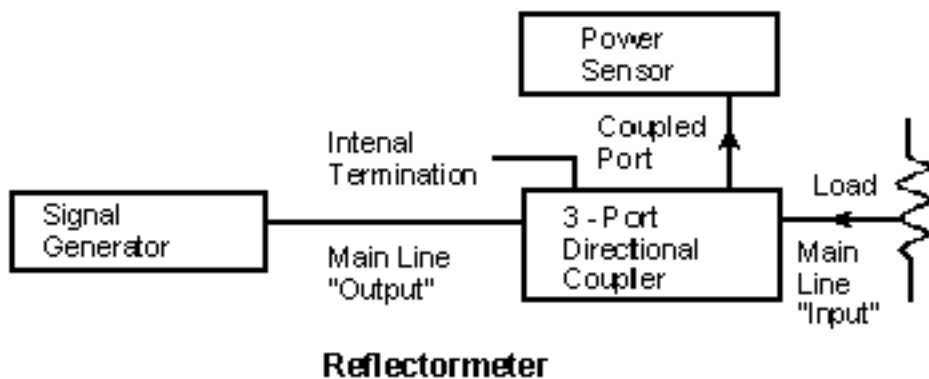 Power
Sensor
Intenal
Termination
Coupled
Port
Load
Signal
Generator
3 - Port
Directional
Coupler
Main Line
"Output"
Main
Line
"Input"
Reflectormeter